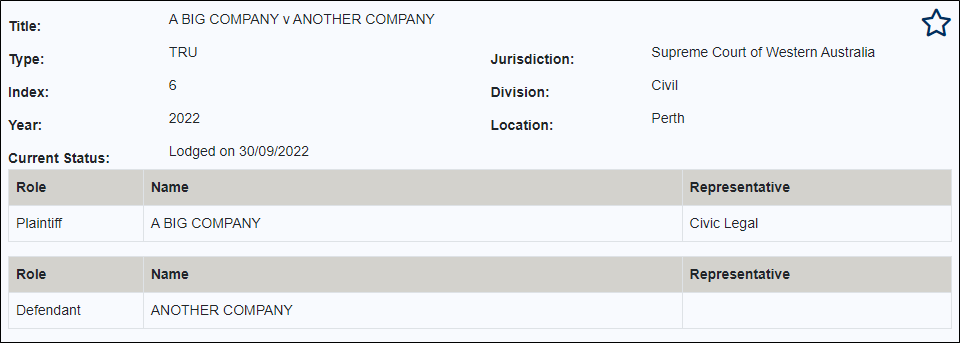 Title: A BIG COMPANY v ANOTHER COMPANY
Type: TRU Jurisdiction: Supreme Court of Western Australia
Index: 6 Division: Civil
Year: 2022 Location: Perth
Current Status: Lodged on 30/09/2022
Role Name Representative
Plaintiff A BIG COMPANY Civic Legal
Role Name Representative
Defendant ANOTHER COMPANY